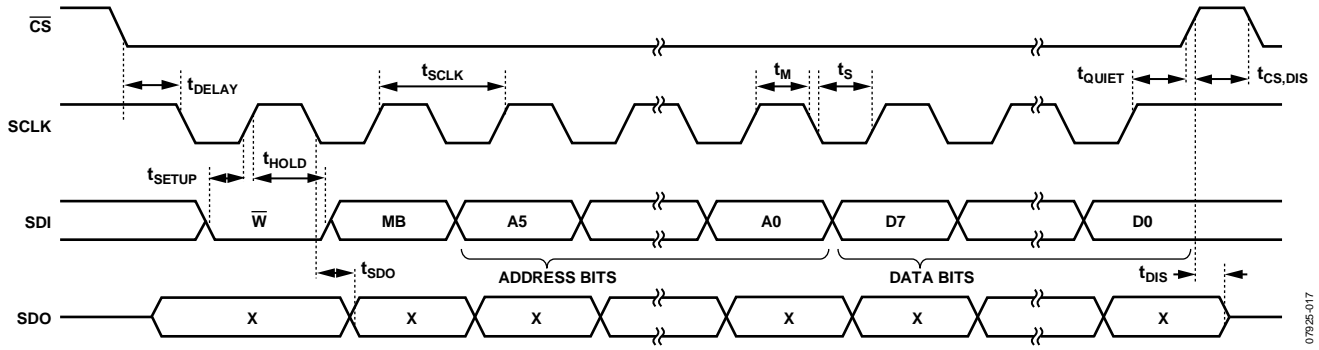 CS
tDELAY
tSCLK
tM
tS
tQUIET
tCS,DIS
SCLK
tSETUP
tHOLD
SDI
W
MB
A5
A0
D7
D0
tSDO
ADDRESS BITS
DATA BITS
tDIS
SDO
X
X
X
X
X
X
07925-017